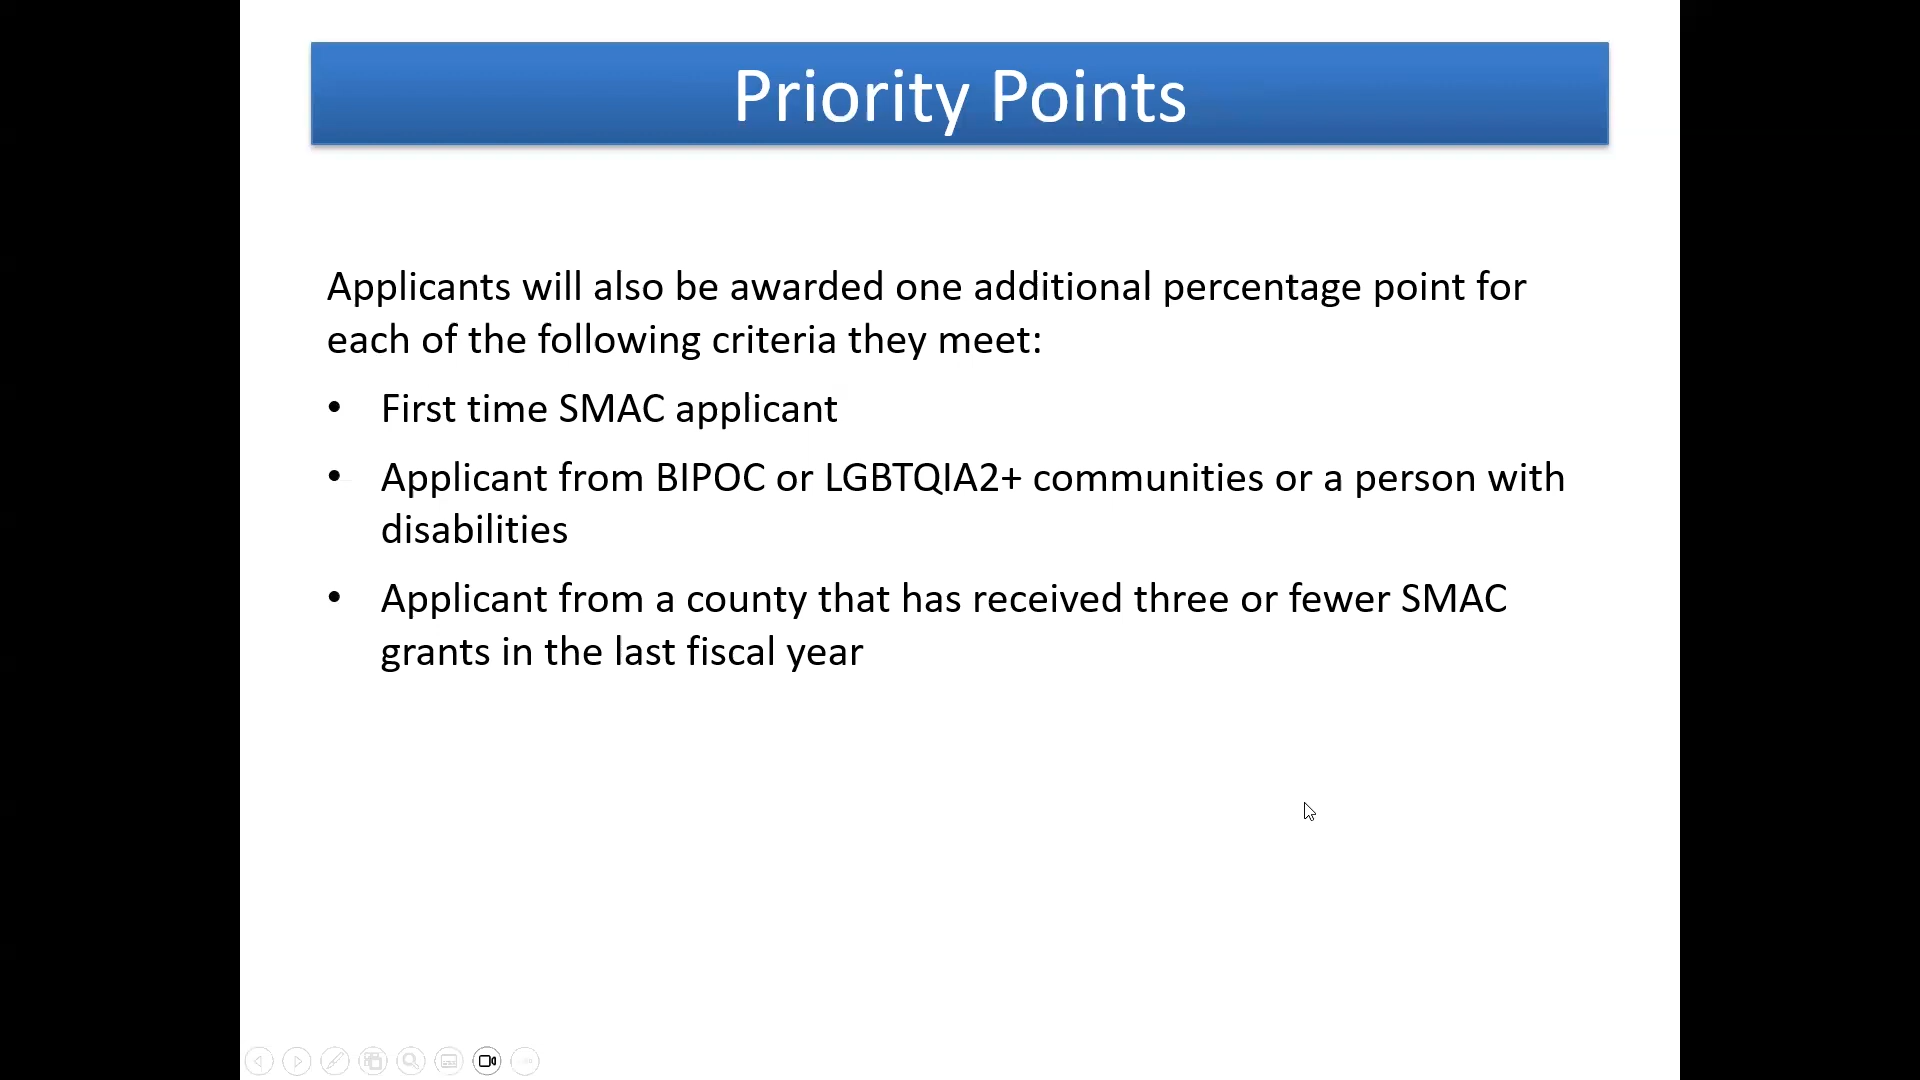 Priority Points
Applicants will also be awarded one additional percentage point for
each of the following criteria they meet:
• First time SMAC applicant
• Applicant from BIPOC or LGBTQIA2+ communities or a person with
disabilities
• Applicant from a county that has received three or fewer SMAC
grants in the last fiscal year